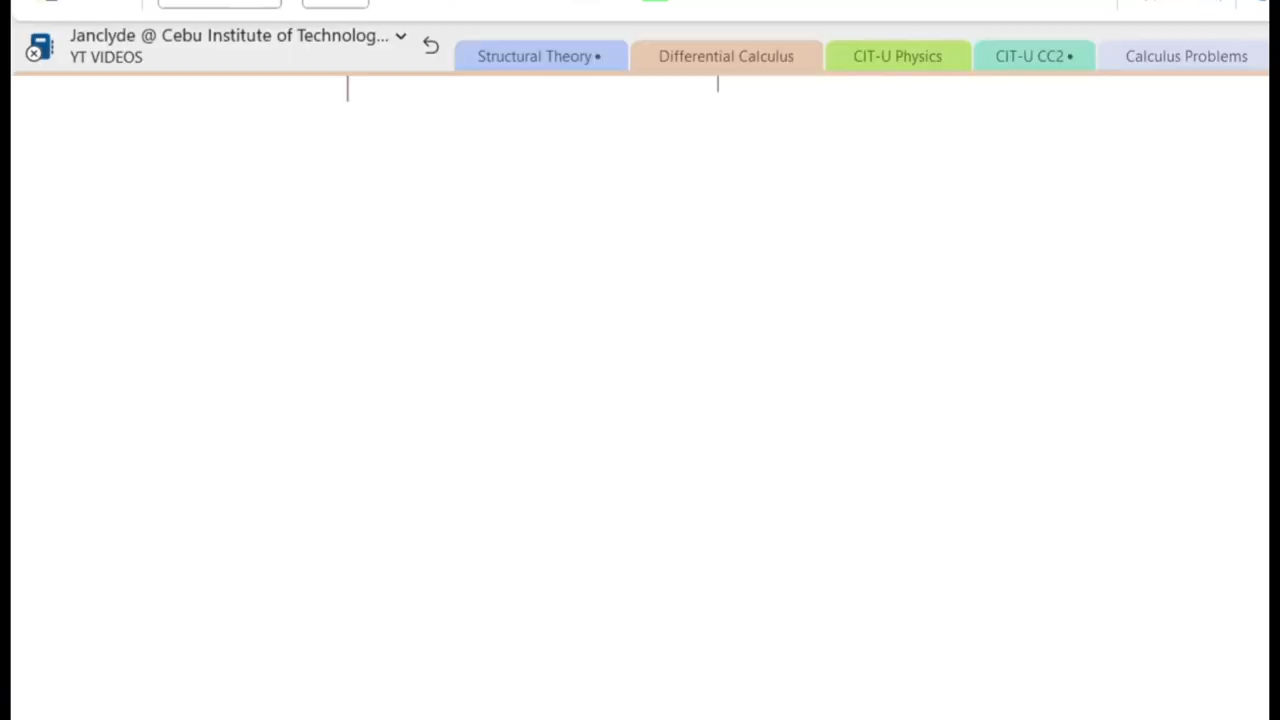 Janclyde @ Cebu Institute of Technolog...
YT VIDEOS
Structural Theory •
Differential Calculus
CIT-U Physics
CIT-U CC2 •
Calculus Problems